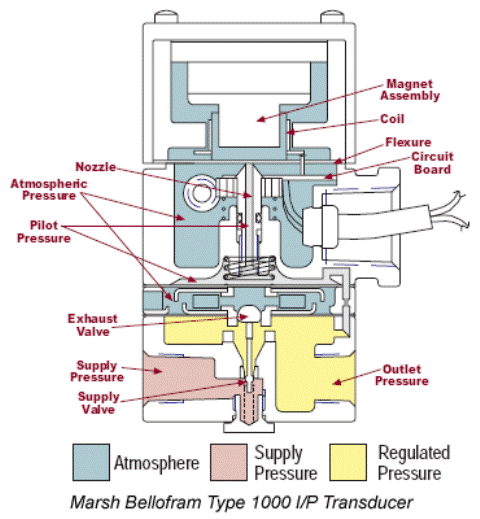 Magnet
Assembly
Coil
Flexure
Circuit
Board
Nozzle
Atmospheric
Pressure
Pilot
Pressure
Exhaust
Valve
Supply
Pressure
Supply
Valve
Outlet
Pressure
Atmosphere
Supply
Pressure
Regulated
Pressure
Marsh Bellofram Type 1000 I/P Transducer